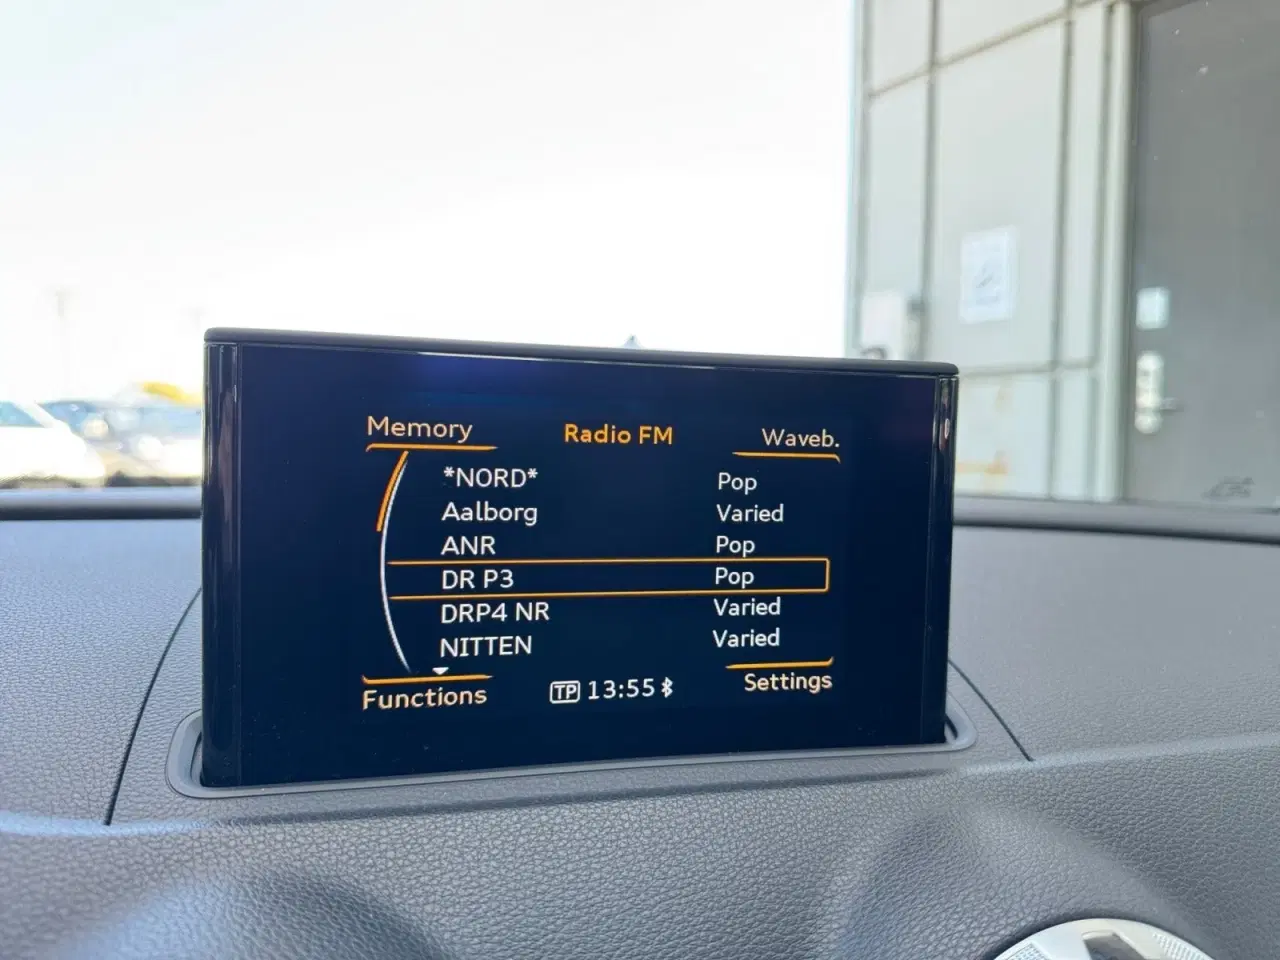 Memory Radio FM Waveb.
*NORD* Pop
Aalborg Varied
ANR Pop
DR P3 Pop
DRP4 NR Varied
NITTEN Varied
Functions TP 13:55 Settings